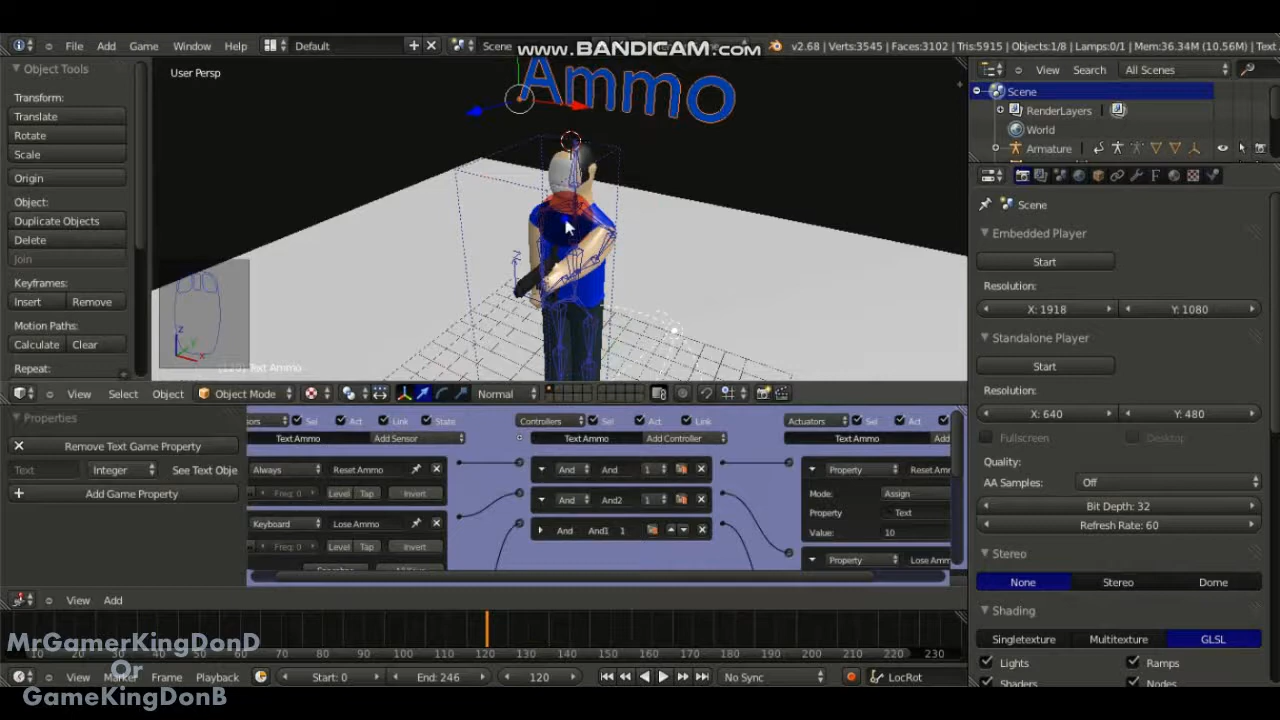 File Add Game Window Help Default Scene www.BANDICAM.com v2.68 | Verts:3545 | Faces:3102 | Tris:5915 | Objects:1/8 | Lamps:0/1 | Mem:36.34M (10.56M) | Text
Object Tools
Transform:
Translate
Rotate
Scale
Origin
Object:
Duplicate Objects
Delete
Join
Keyframes:
Insert Remove
Motion Paths:
Calculate Clear
Repeat:
User Persp
Ammo
View Search All Scenes
Scene
RenderLayers
World
Armature
Scene
Embedded Player
Start
Resolution:
X: 1918 Y: 1080
Standalone Player
Start
Resolution:
X: 640 Y: 480
Fullscreen Desktop
Quality:
AA Samples: Off
Bit Depth: 32
Refresh Rate: 60
Stereo
None Stereo Dome
Shading
Singletexture Multitexture GLSL
Lights Ramps
Shaders Nodes
View Select Object Object Mode Normal
Properties
Remove Text Game Property
Text Integer See Text Obje
Add Game Property
Sel Act Link State
Text Ammo Add Sensor
Always Reset Ammo
Freq: 0 Level Tap Invert
Keyboard Lose Ammo
Freq: 0 Level Tap Invert
Controllers Sel Act Link
Text Ammo Add Controller
And And 1
And And2 1
And And1 1
Actuators Sel Act
Text Ammo Add
Property Reset Am
Mode: Assign
Property Text
Value: 10
Property Lose Am
View Add
10 20 30 40 50 60 70 80 90 100 110 120 130 140 150 160 170 180 190 200 210 220 230
View Marker Frame Playback Start: 0 End: 246 120 No Sync LocRot
MrGamerKingDonD
Or
GameKingDonB